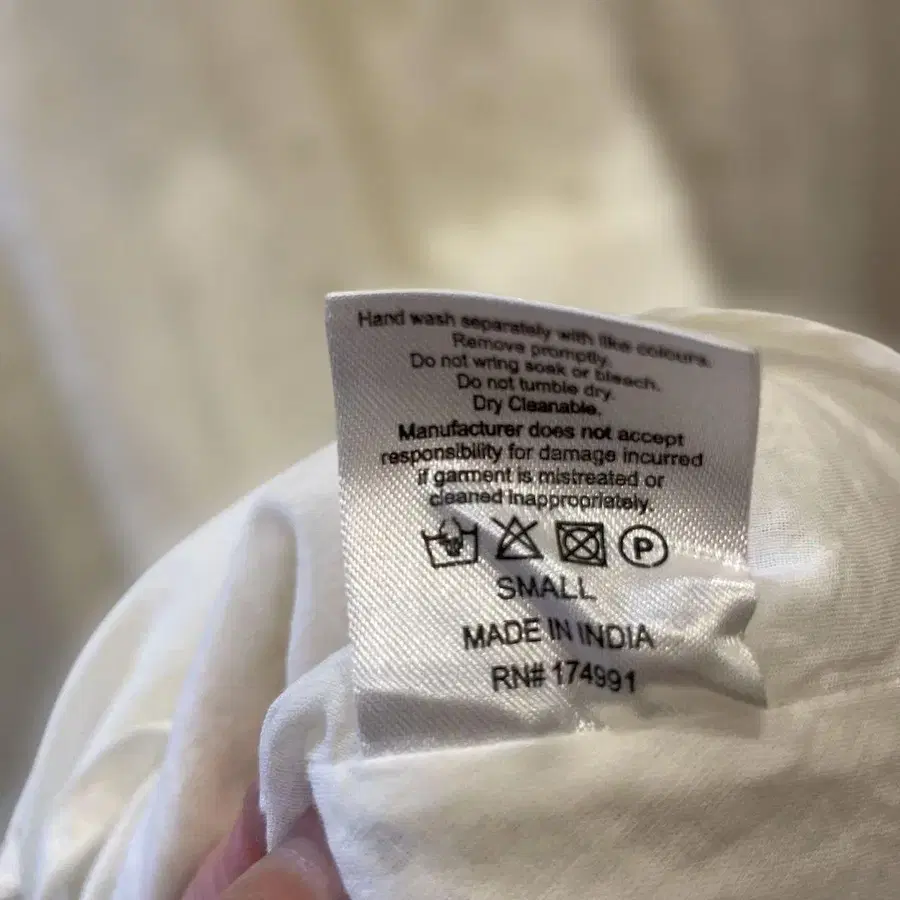 Hand wash separately with like colours.
Remove promptly.
Do not wring soak or bleach.
Do not tumble dry.
Dry Cleanable.
Manufacturer does not accept
responsibility for damage incurred
if garment is mistreated or
cleaned inappropriately.
P
SMALL
MADE IN INDIA
RN# 174991